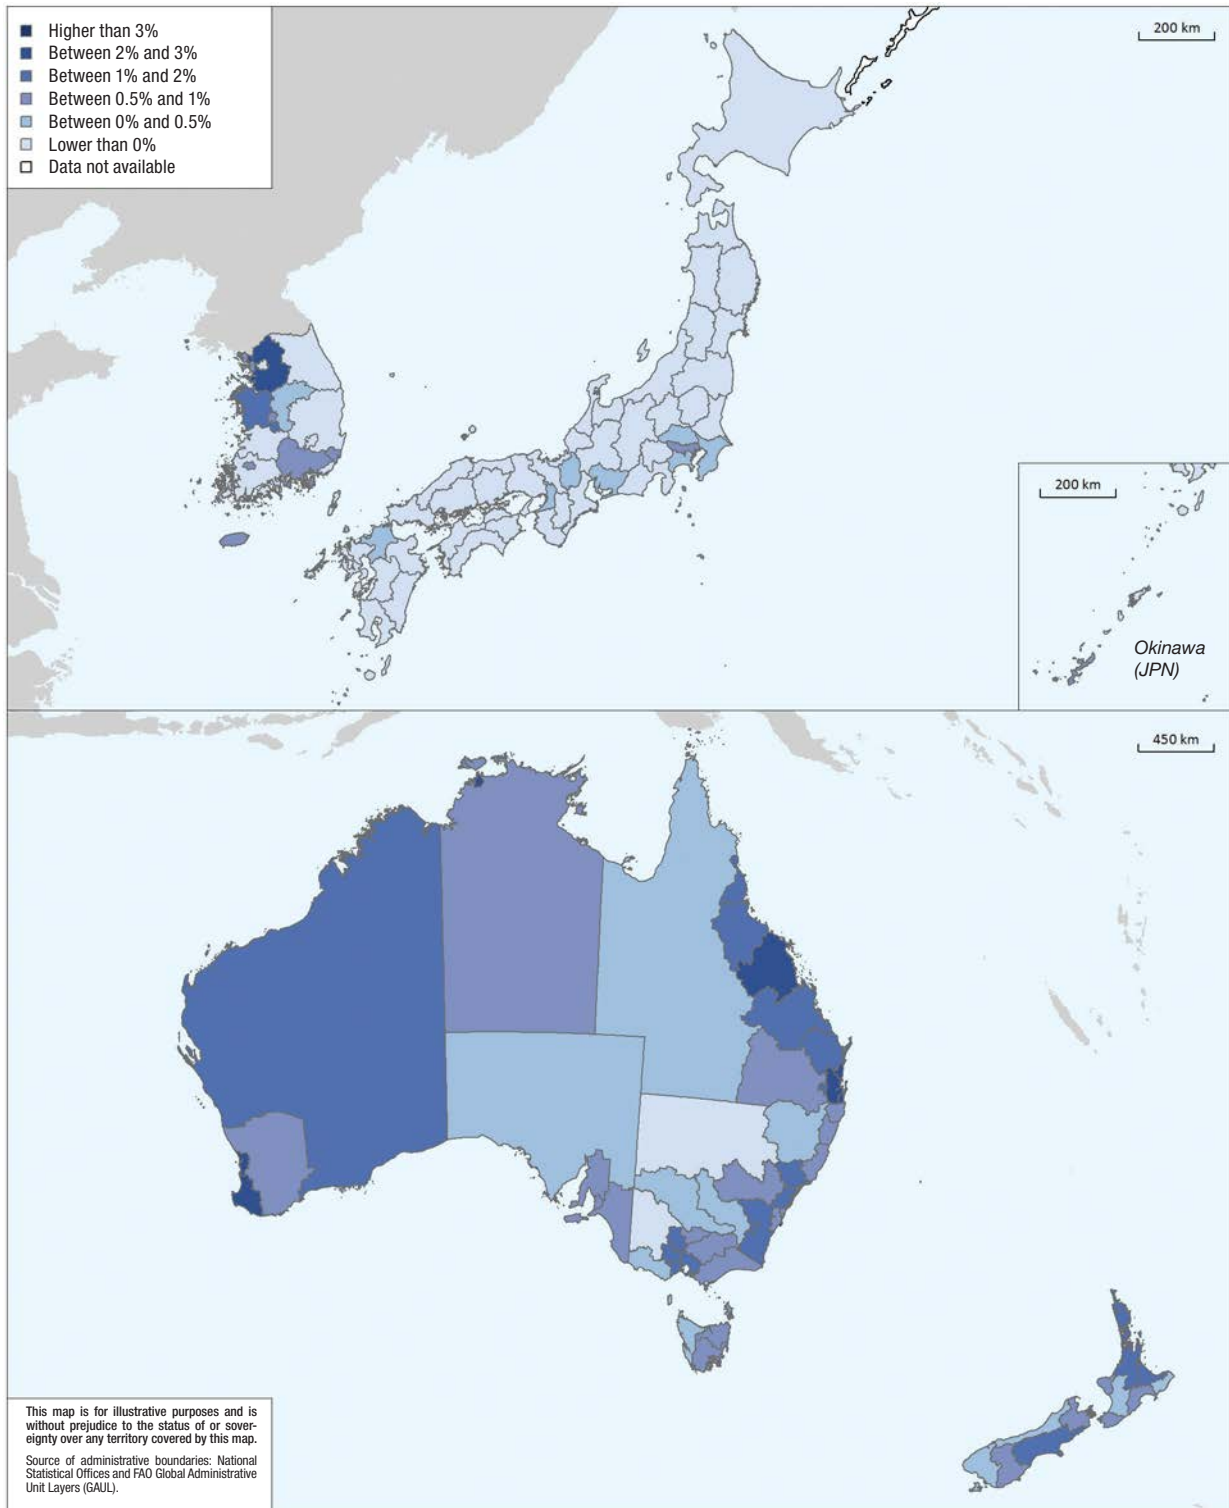 Higher than 3%
Between 2% and 3%
Between 1% and 2%
Between 0.5% and 1%
Between 0% and 0.5%
Lower than 0%
Data not available
200 km
200 km
Okinawa
(JPN)
450 km
This map is for illustrative purposes and is
without prejudice to the status of or sover-
eignty over any territory covered by this map.
Source of administrative boundaries: National
Statistical Offices and FAO Global Administrative
Unit Layers (GAUL).